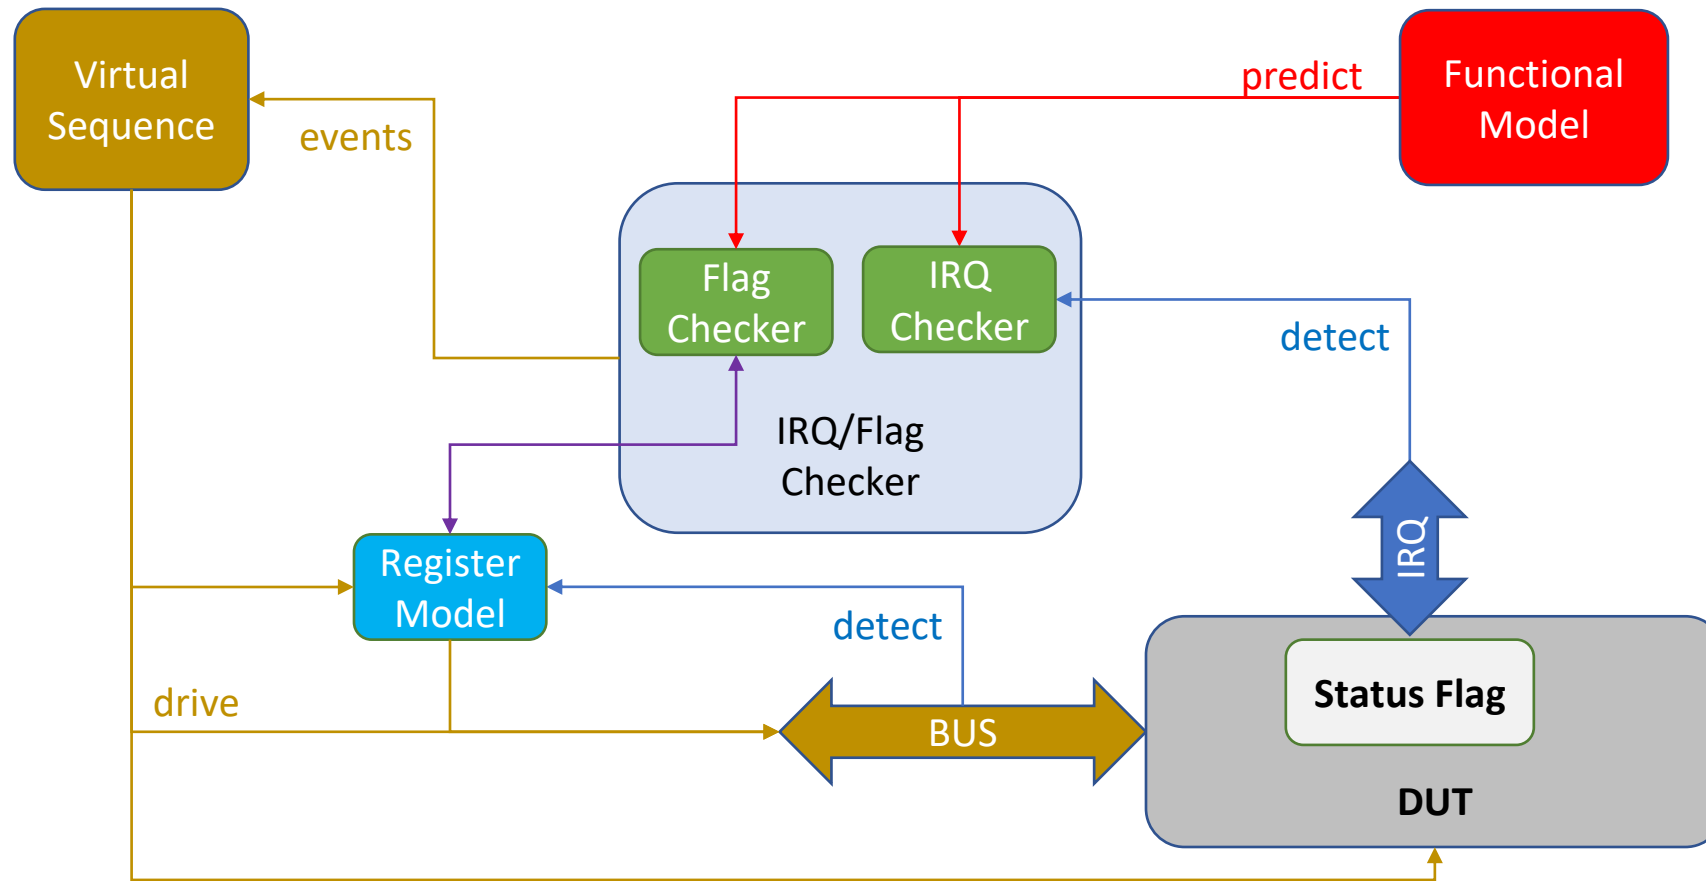 Virtual
Sequence
events
predict
Functional
Model
Flag
Checker
IRQ
Checker
detect
IRQ/Flag
Checker
IRQ
Register
Model
detect
drive
BUS
Status Flag
DUT